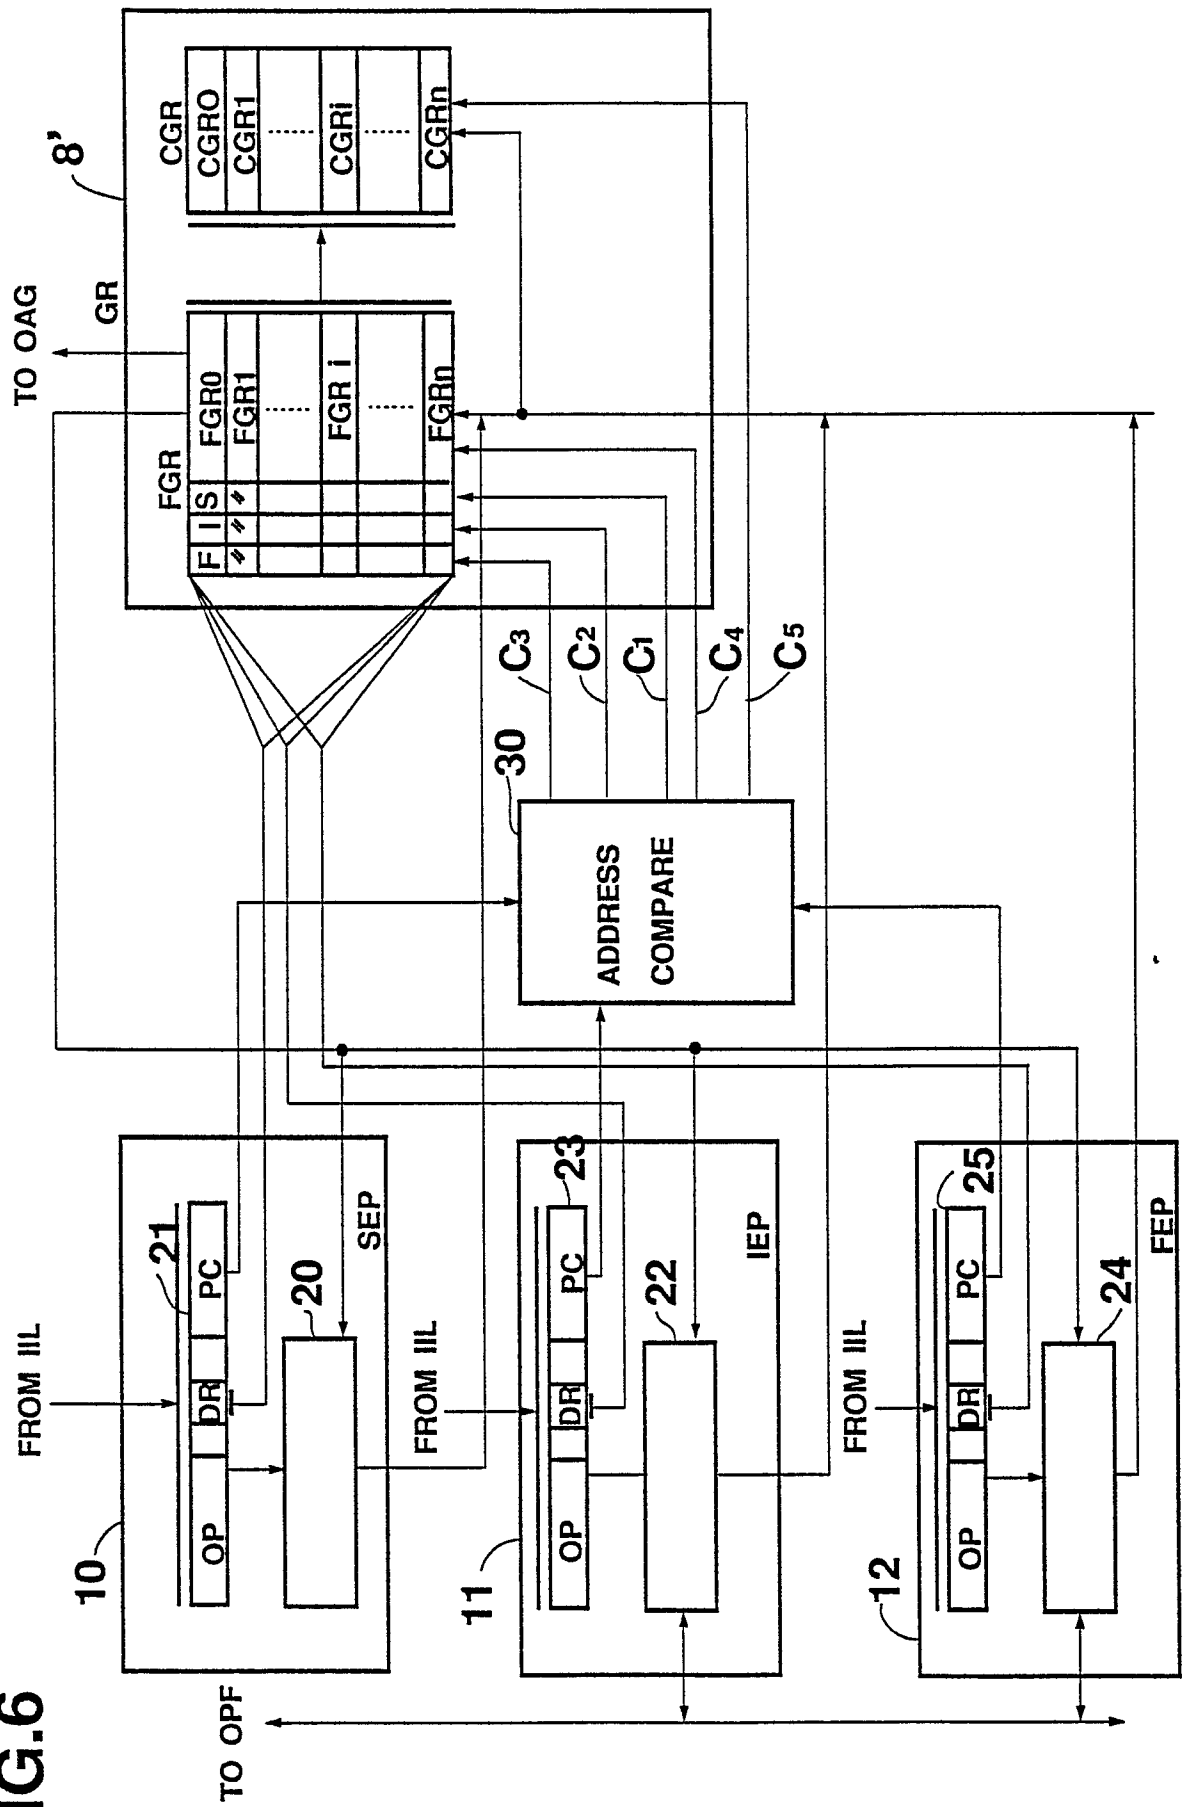 FIG.6
TO OPF
10
FROM IIL
OP
DR
PC
21
20
SEP
11
FROM IIL
OP
DR
PC
23
22
IEP
12
FROM IIL
OP
DR
PC
25
24
FEP
30
ADDRESS
COMPARE
C3
C2
C1
C4
C5
TO OAG
GR
8'
FGR
F I S FGR0
〃 〃 〃 FGR1
FGR i
FGRn
CGR
CGRO
CGR1
CGRi
CGRn